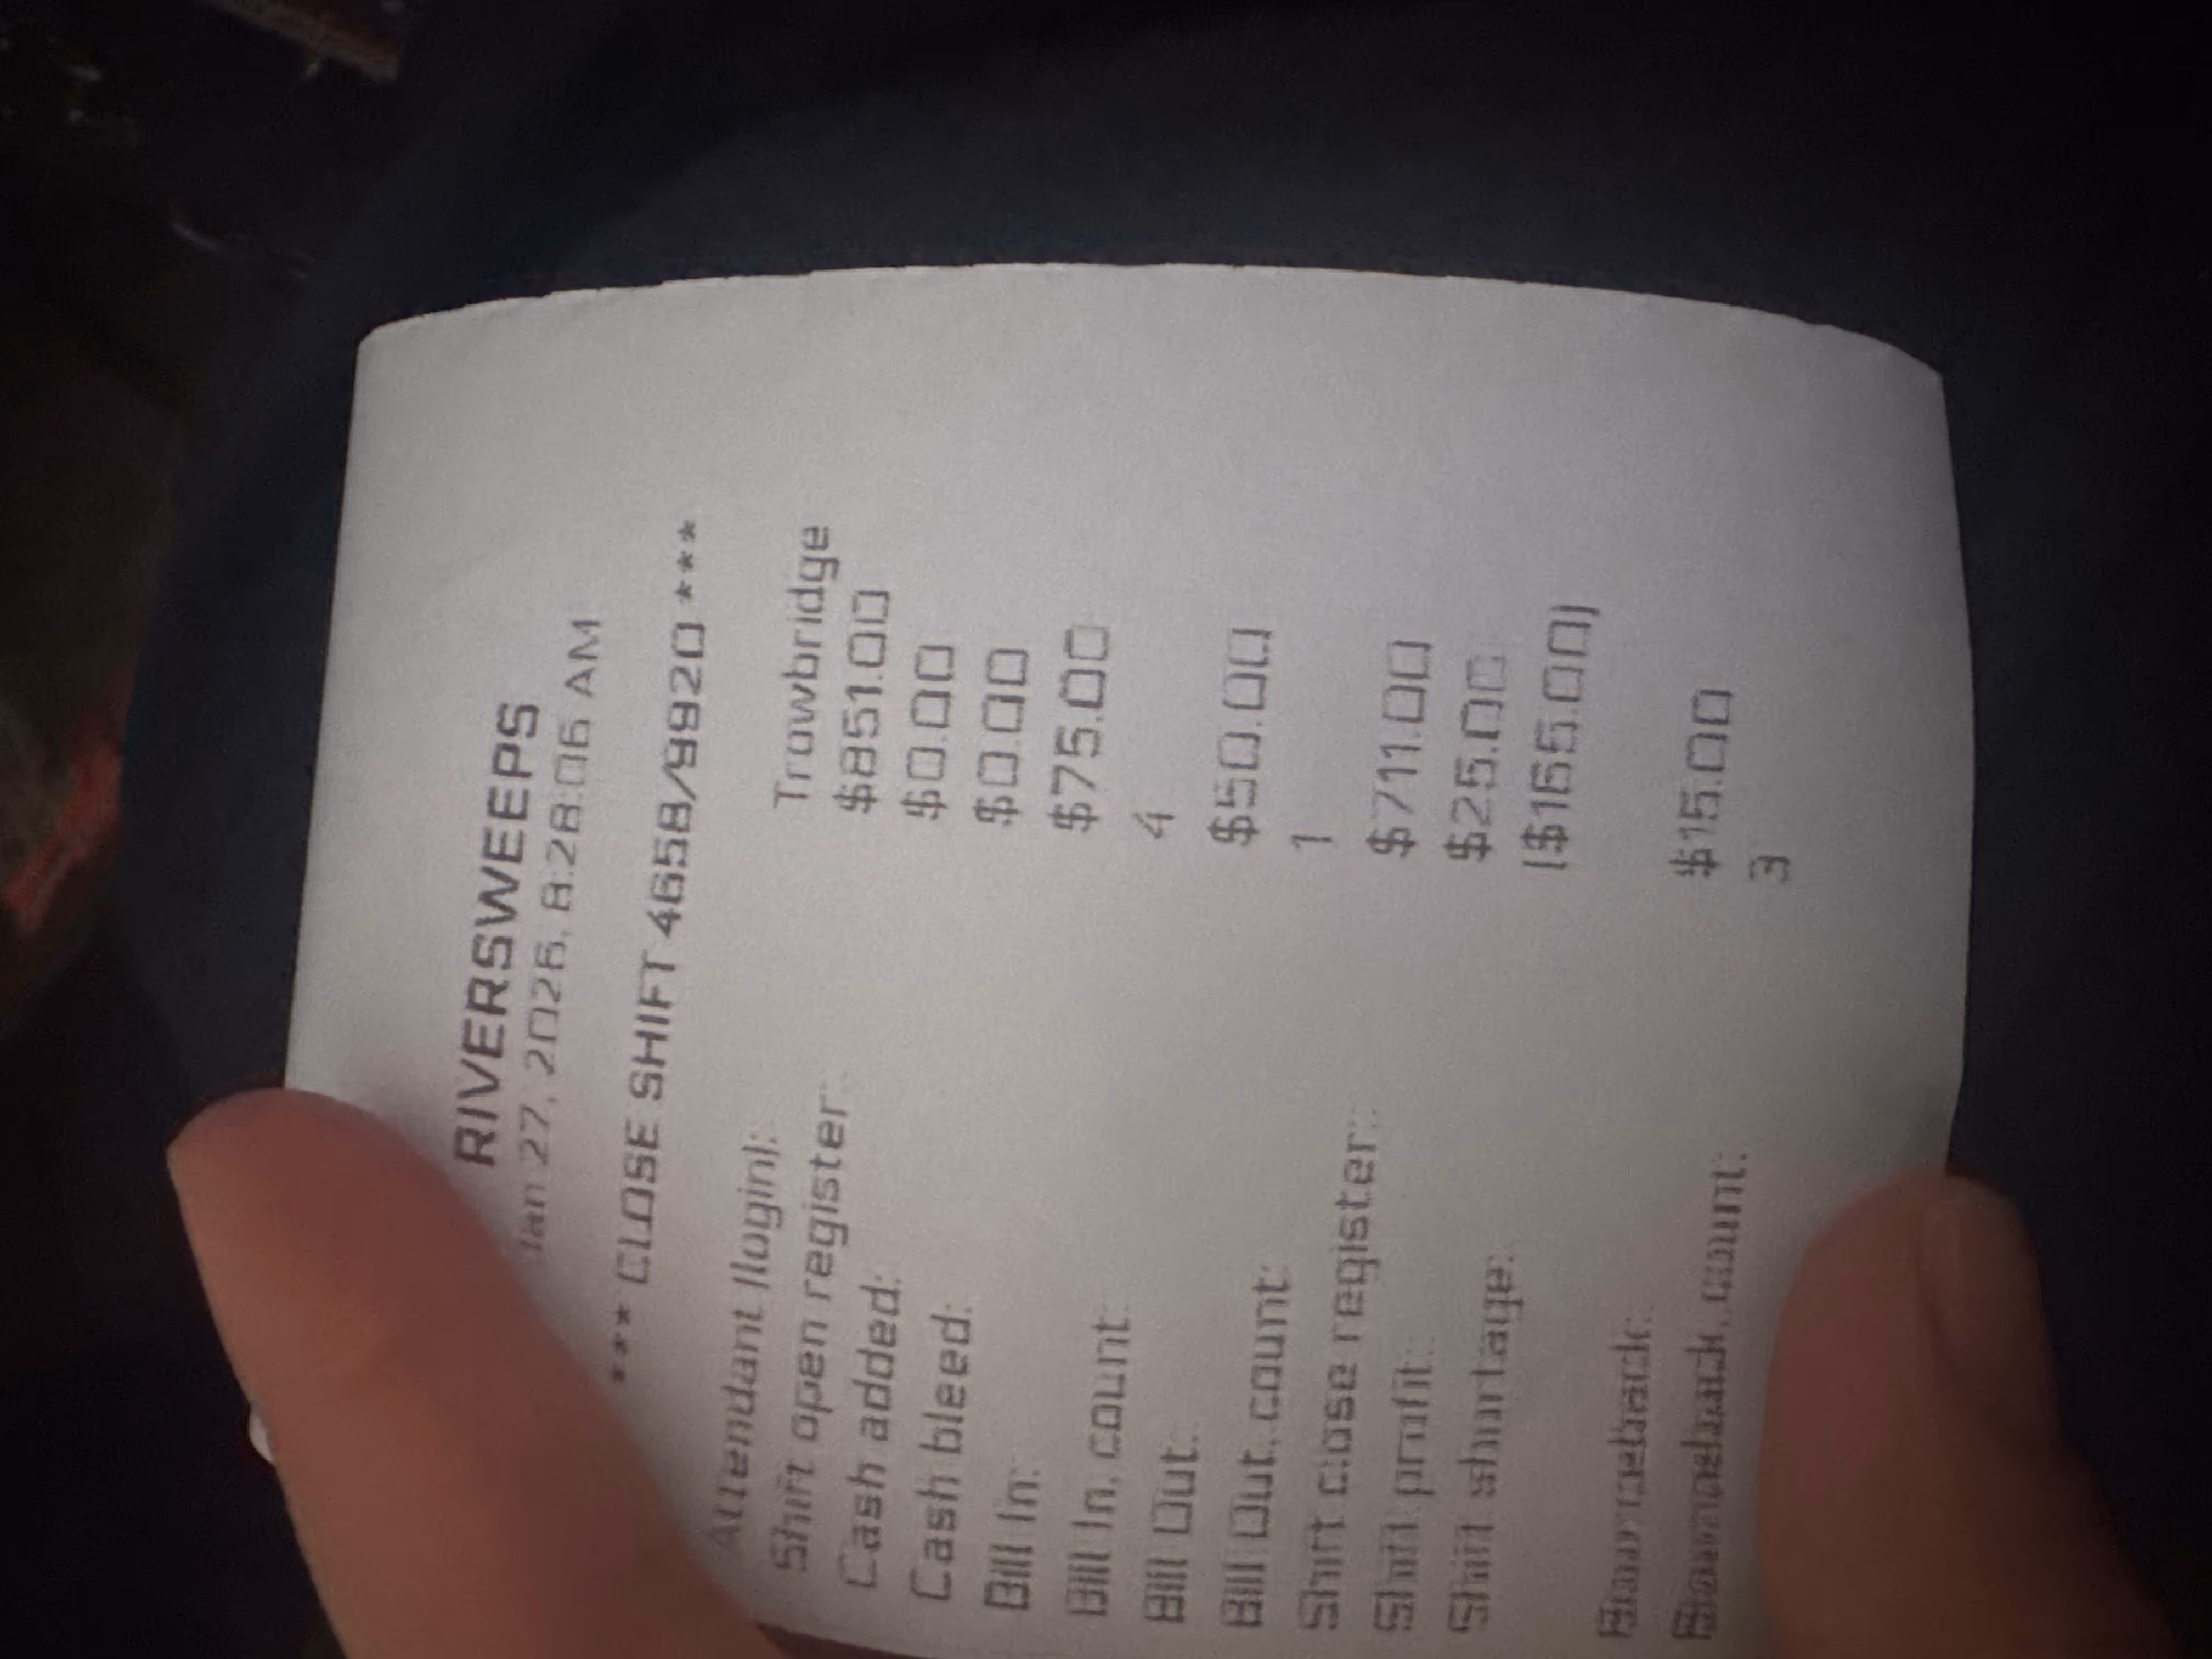 RIVERSWEEPS
Jan 27, 2026, 8:28:06 AM
*** CLOSE SHIFT 4658/9920 ***
Attendant (login): Trowbridge
Shift open register: $851.00
Cash added: $0.00
Cash bleed: $0.00
Bill In: $75.00
Bill In, count: 4
Bill Out: $50.00
Bill Out, count: 1
Shift close register: $711.00
Shift profit: $25.00
Shift shortage: ($165.00)
Bounceback: $15.00
Bounceback, count: 3